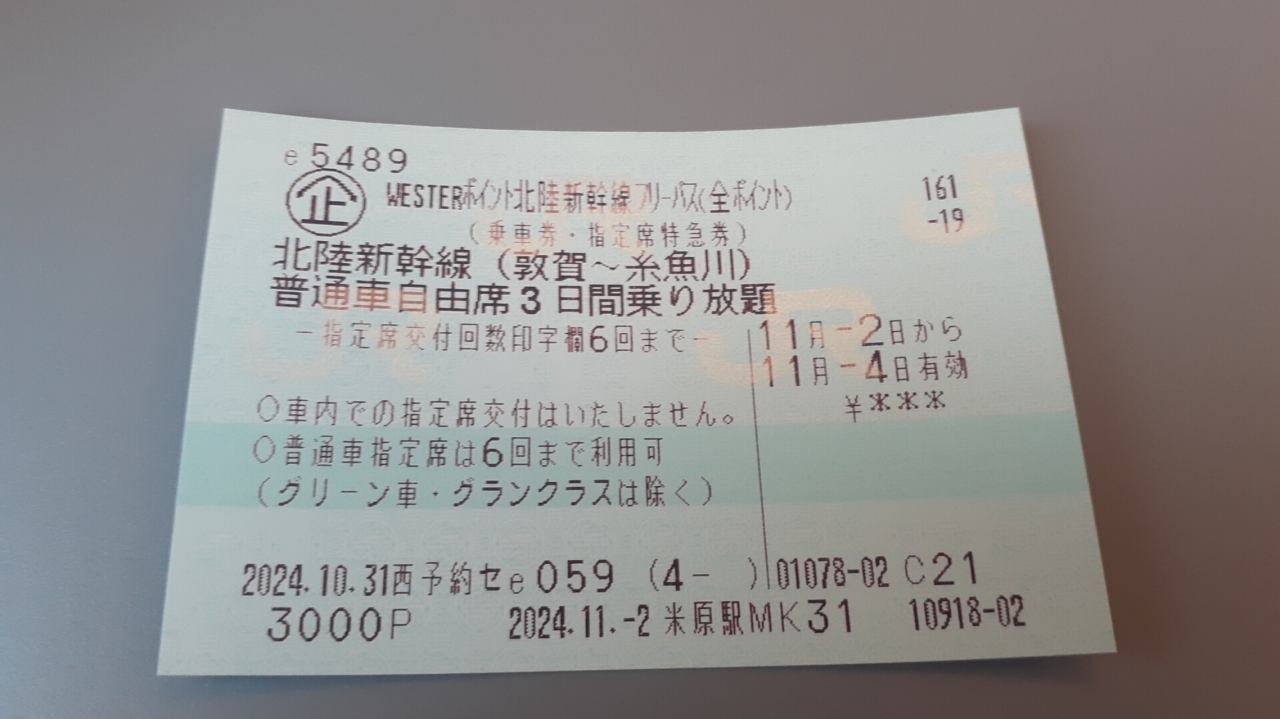 e5489
企 WESTERポイント北陸新幹線フリーパス(全ポイント) 161
(乗車券・指定席特急券) -19
北陸新幹線（敦賀～糸魚川）
普通車自由席3日間乗り放題
－指定席交付回数印字欄6回まで－ 11月-2日から
11月-4日有効
¥***
○車内での指定席交付はいたしません。
○普通車指定席は6回まで利用可
（グリーン車・グランクラスは除く）
2024.10.31西予約セe059 (4- ) 01078-02 C21
3000P 2024.11.-2 米原駅MK31 10918-02